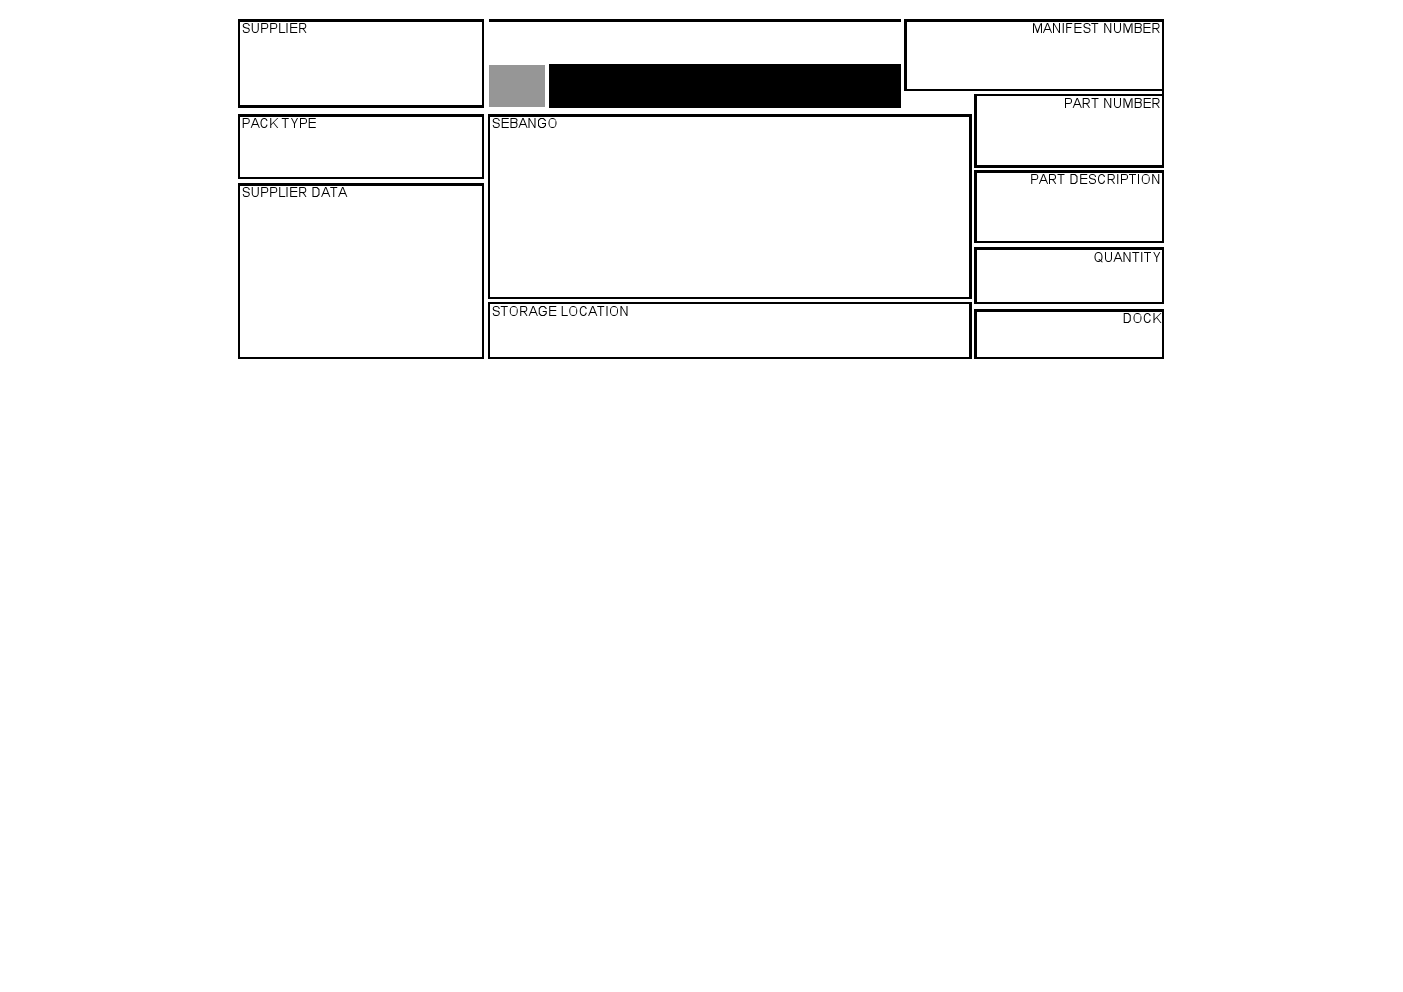 SUPPLIER
MANIFEST NUMBER
PART NUMBER
PACK TYPE
SEBANGO
PART DESCRIPTION
SUPPLIER DATA
QUANTITY
STORAGE LOCATION
DOCK